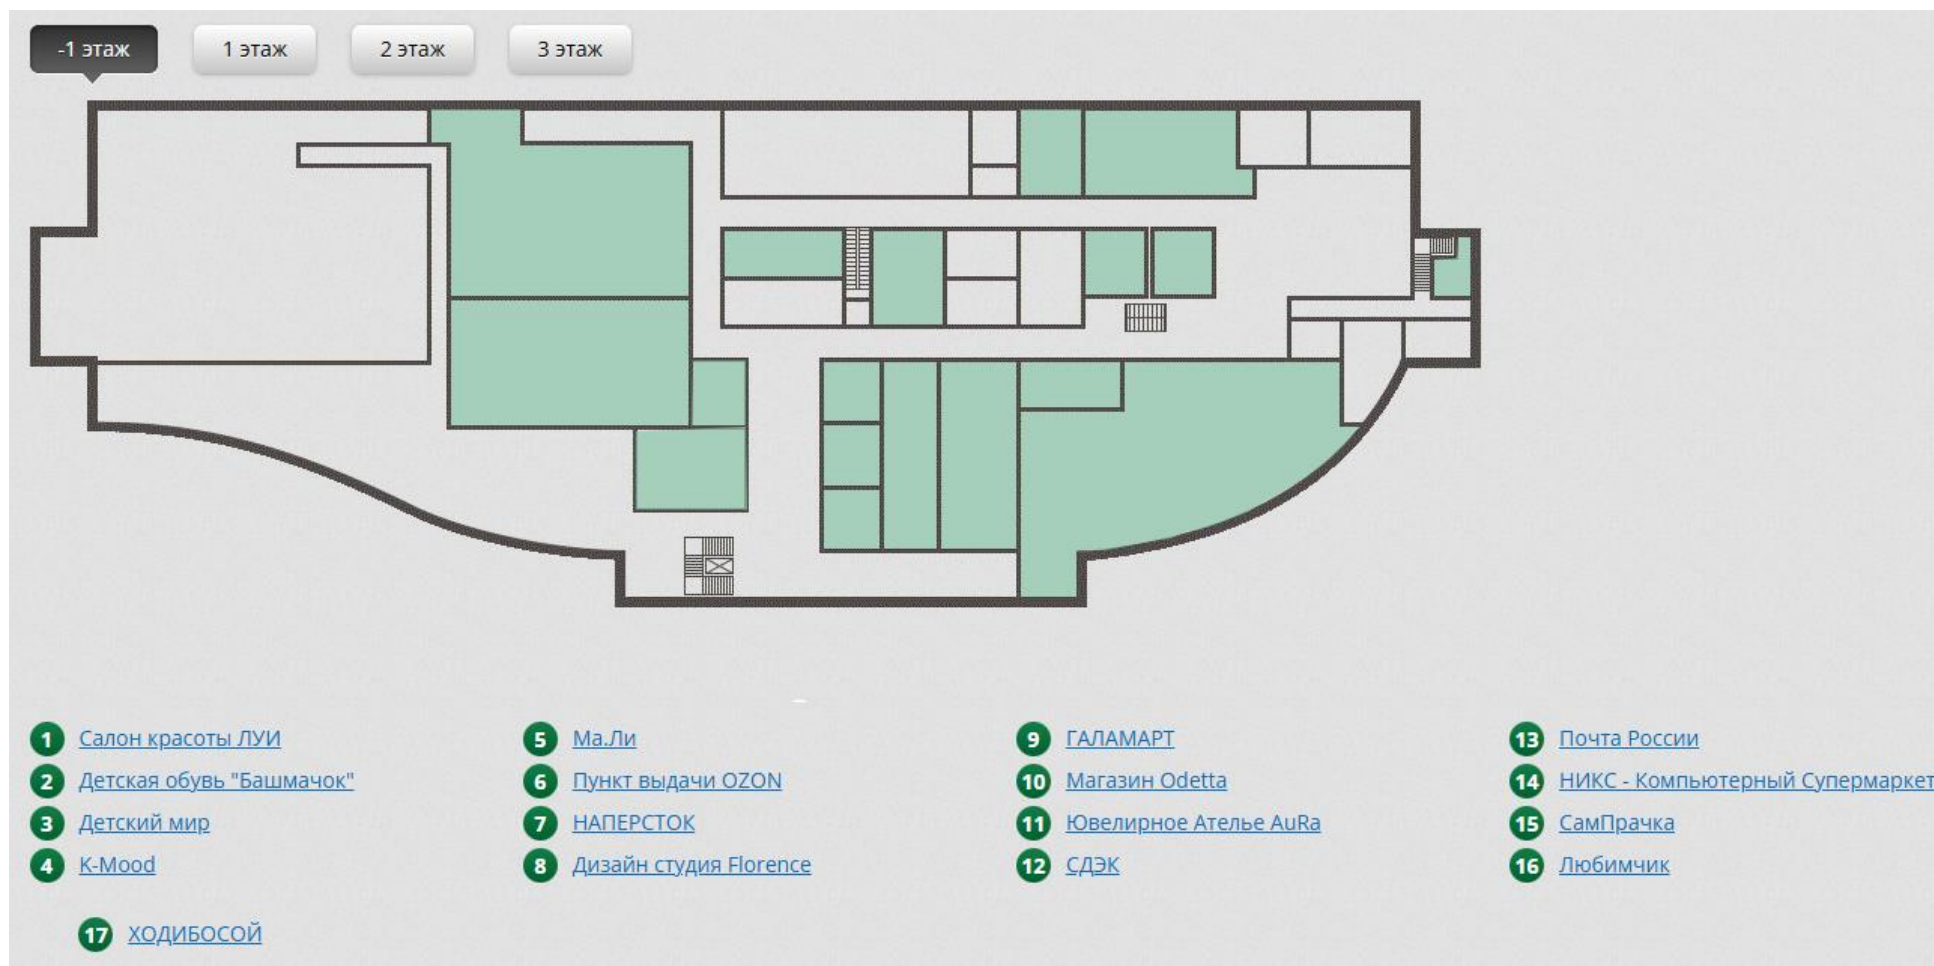 -1 этаж 1 этаж 2 этаж 3 этаж
1 Салон красоты ЛУИ
2 Детская обувь "Башмачок"
3 Детский мир
4 K-Mood
5 Ма.Ли
6 Пункт выдачи OZON
7 НАПЕРСТОК
8 Дизайн студия Florence
9 ГАЛАМАРТ
10 Магазин Odetta
11 Ювелирное Ателье AuRa
12 СДЭК
13 Почта России
14 НИКС - Компьютерный Супермаркет
15 СамПрачка
16 Любимчик
17 ХОДИБОСОЙ